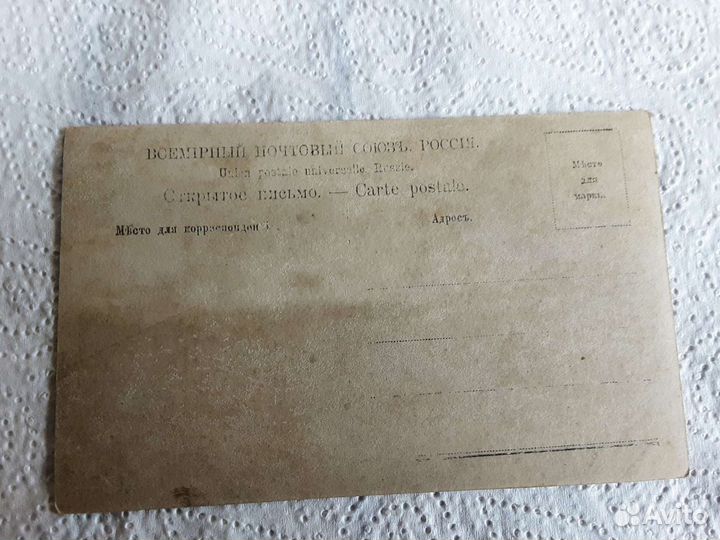 ВСЕМІРНЫЙ ПОЧТОВЫЙ СОЮЗЪ. РОССІЯ.
Union postale universelle. Russie.
Открытое письмо. — Carte postale.
Мѣсто
для
марки.
Мѣсто для корреспонден
Адресъ.
Avito